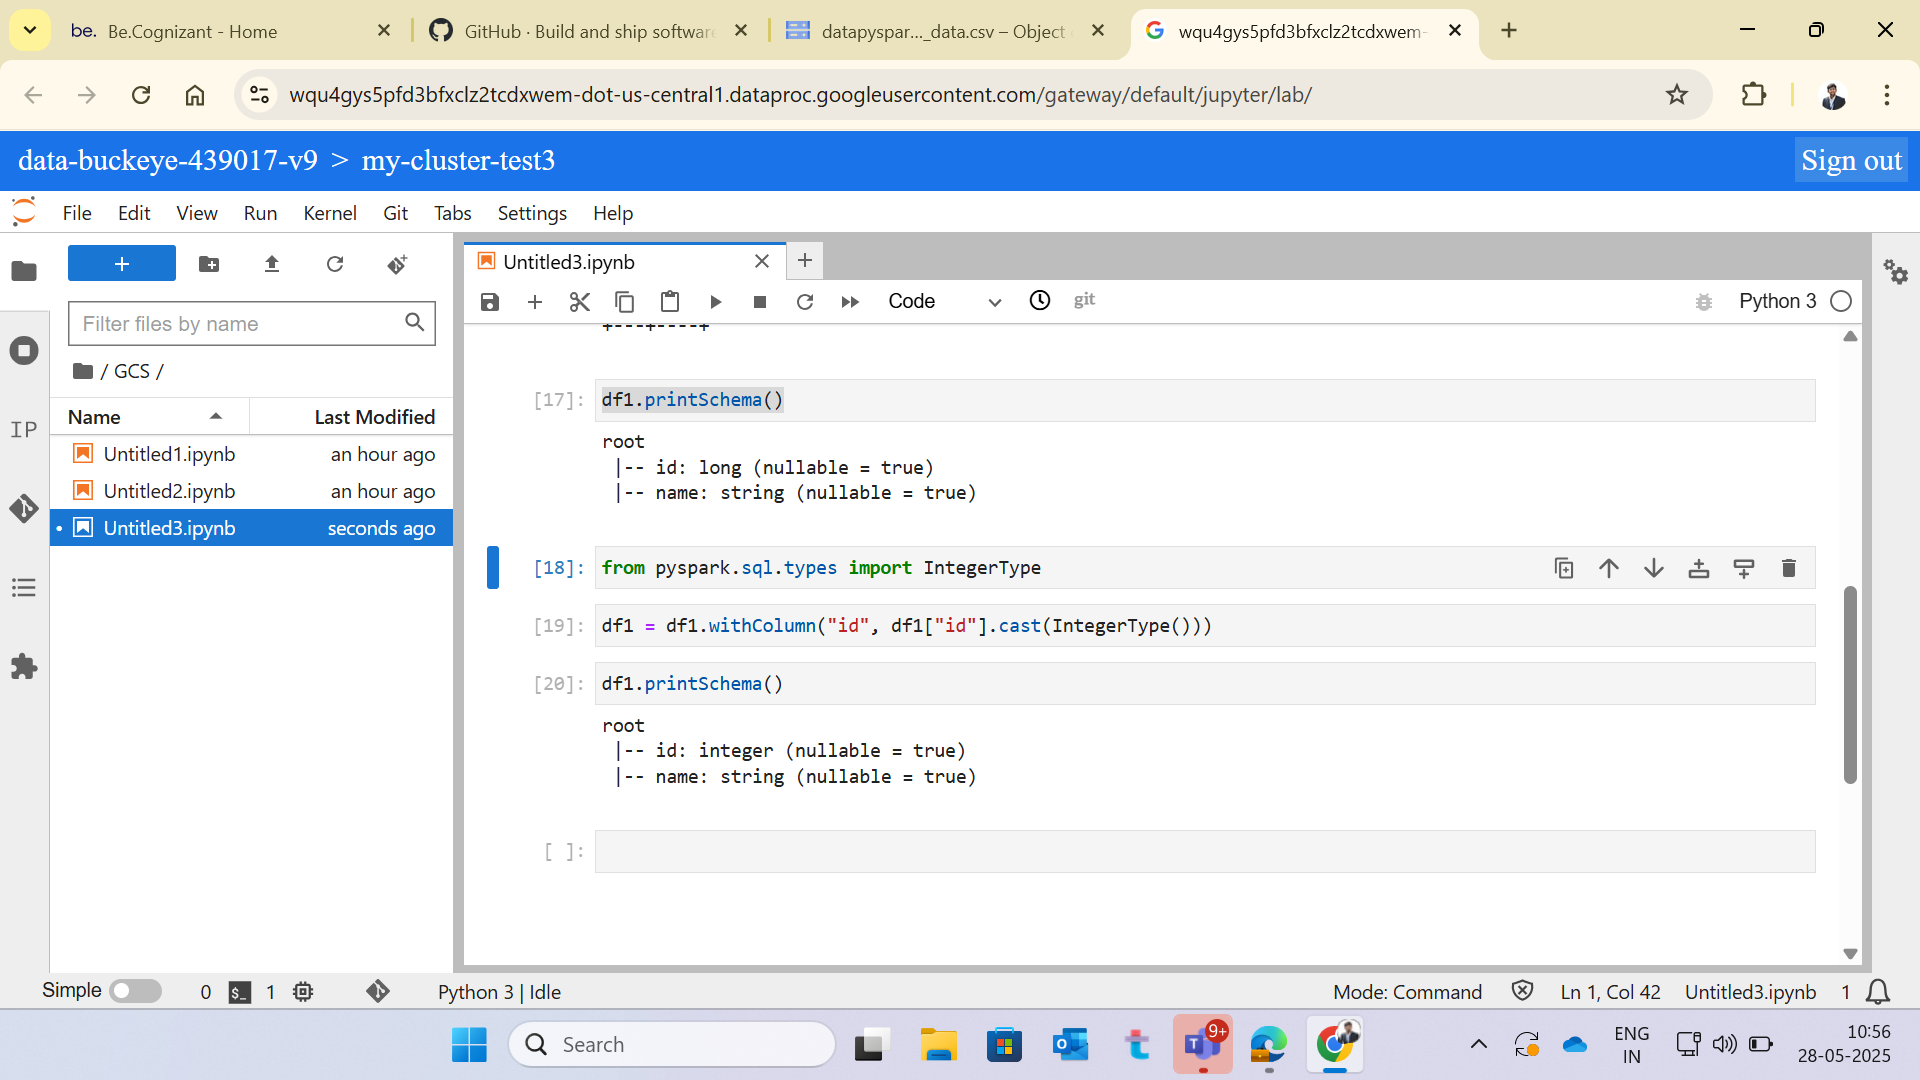 be. Be.Cognizant - Home
GitHub · Build and ship software
datapyspar..._data.csv – Object
wqu4gys5pfd3bfxclz2tcdxwem-
wqu4gys5pfd3bfxclz2tcdxwem-dot-us-central1.dataproc.googleusercontent.com/gateway/default/jupyter/lab/
data-buckeye-439017-v9 > my-cluster-test3
Sign out
File Edit View Run Kernel Git Tabs Settings Help
Untitled3.ipynb
Code
git
Python 3
Filter files by name
/ GCS /
Name Last Modified
Untitled1.ipynb an hour ago
Untitled2.ipynb an hour ago
Untitled3.ipynb seconds ago
IP
+---+----+
[17]: df1.printSchema()
root
|-- id: long (nullable = true)
|-- name: string (nullable = true)
[18]: from pyspark.sql.types import IntegerType
[19]: df1 = df1.withColumn("id", df1["id"].cast(IntegerType()))
[20]: df1.printSchema()
root
|-- id: integer (nullable = true)
|-- name: string (nullable = true)
[ ]:
Simple 0 $_ 1 Python 3 | Idle Mode: Command Ln 1, Col 42 Untitled3.ipynb 1
Search
9+
ENG
IN
10:56
28-05-2025